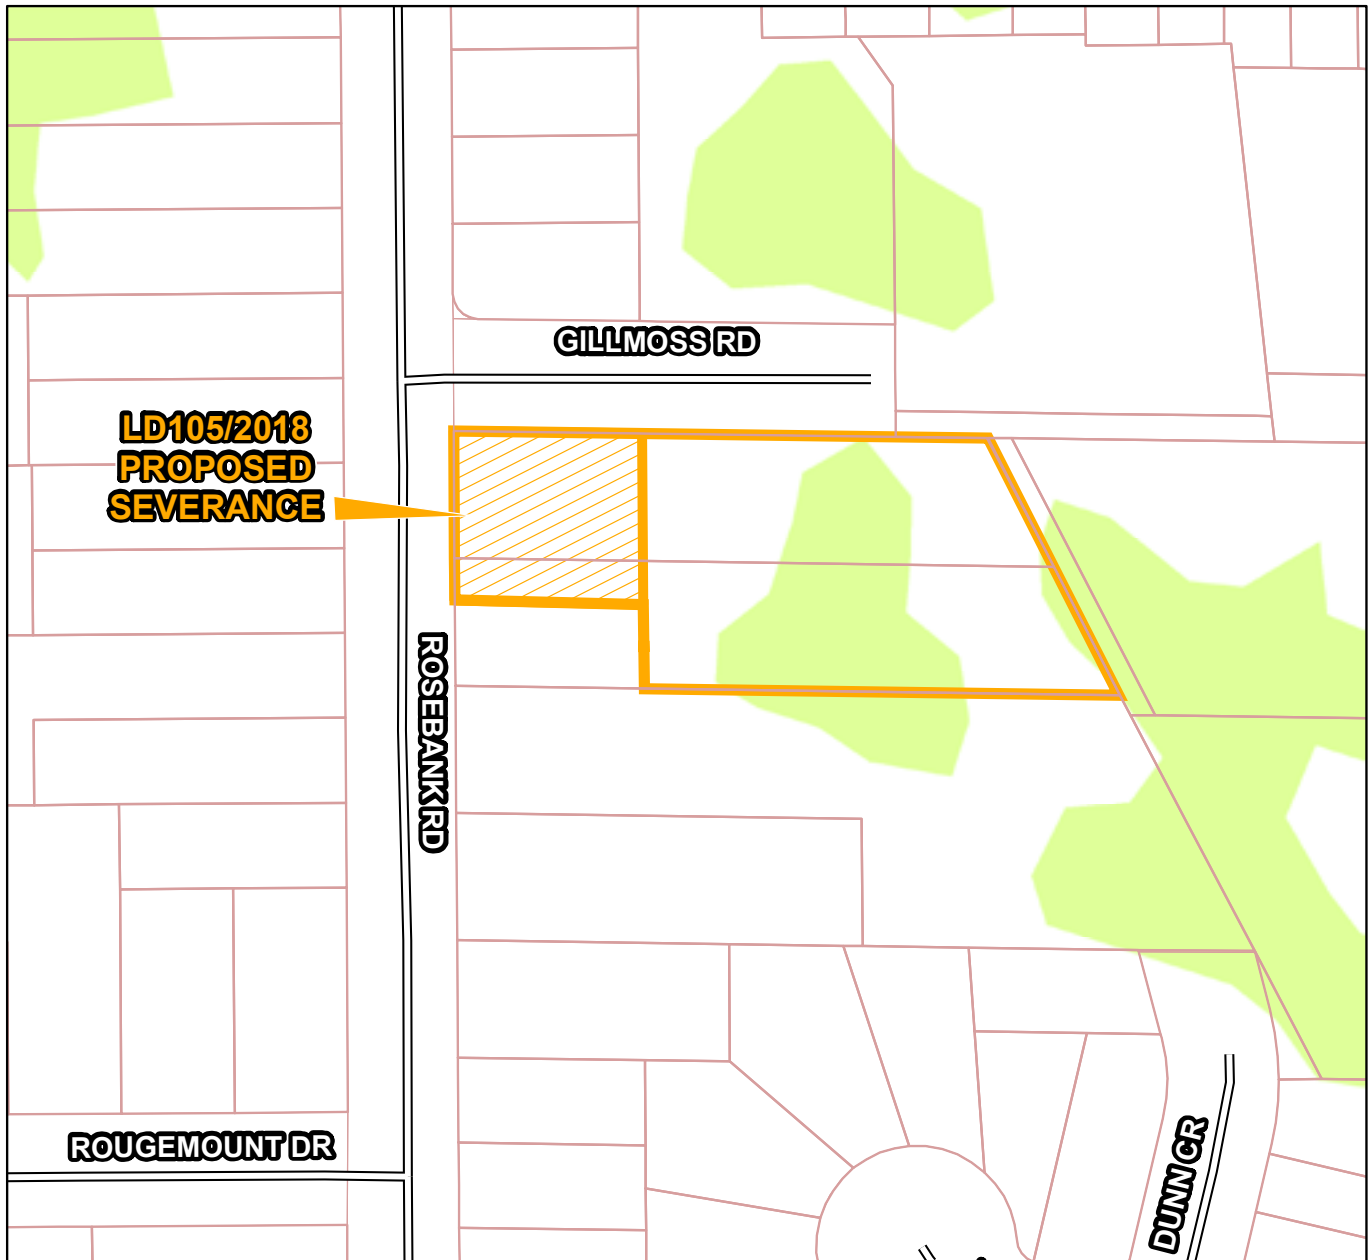 GILLMOSS RD
LD105/2018
PROPOSED
SEVERANCE
ROSEBANK RD
ROUGEMOUNT DR
DUNN CR